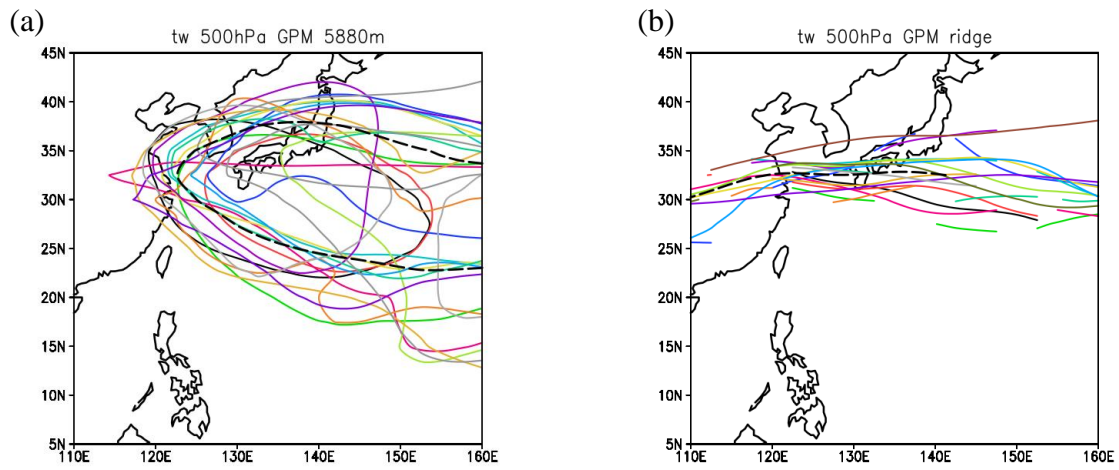 (a)
tw 500hPa GPM 5880m
45N
40N
35N
30N
25N
20N
15N
10N
5N
110E 120E 130E 140E 150E 160E
(b)
tw 500hPa GPM ridge
45N
40N
35N
30N
25N
20N
15N
10N
5N
110E 120E 130E 140E 150E 160E